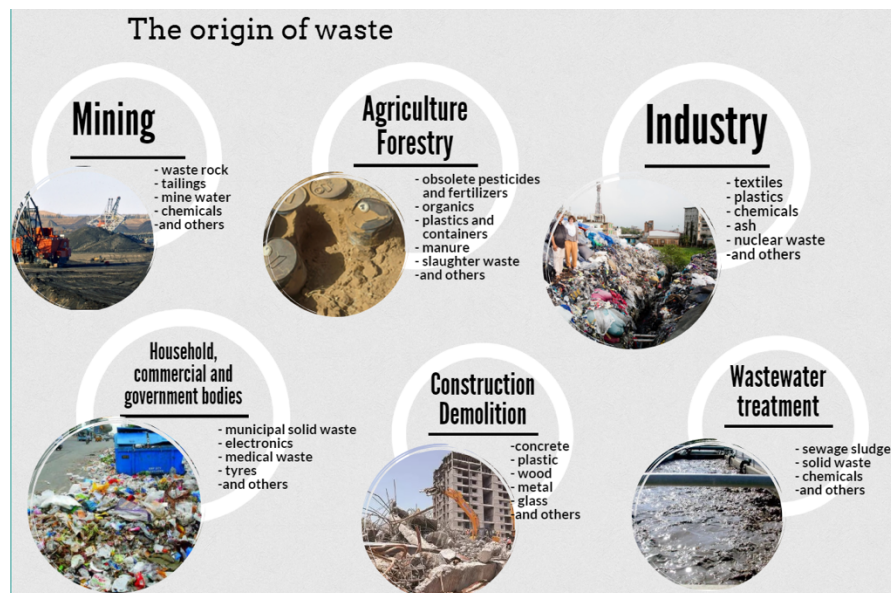 The origin of waste
Mining
- waste rock
- tailings
- mine water
- chemicals
-and others
Agriculture
Forestry
- obsolete pesticides
and fertilizers
- organics
- plastics and
containers
- manure
- slaughter waste
-and others
Industry
- textiles
- plastics
- chemicals
- ash
- nuclear waste
-and others
Household,
commercial and
government bodies
- municipal solid waste
- electronics
- medical waste
- tyres
-and others
Construction
Demolition
-concrete
- plastic
- wood
- metal
- glass
-and others
Wastewater
treatment
- sewage sludge
- solid waste
- chemicals
-and others